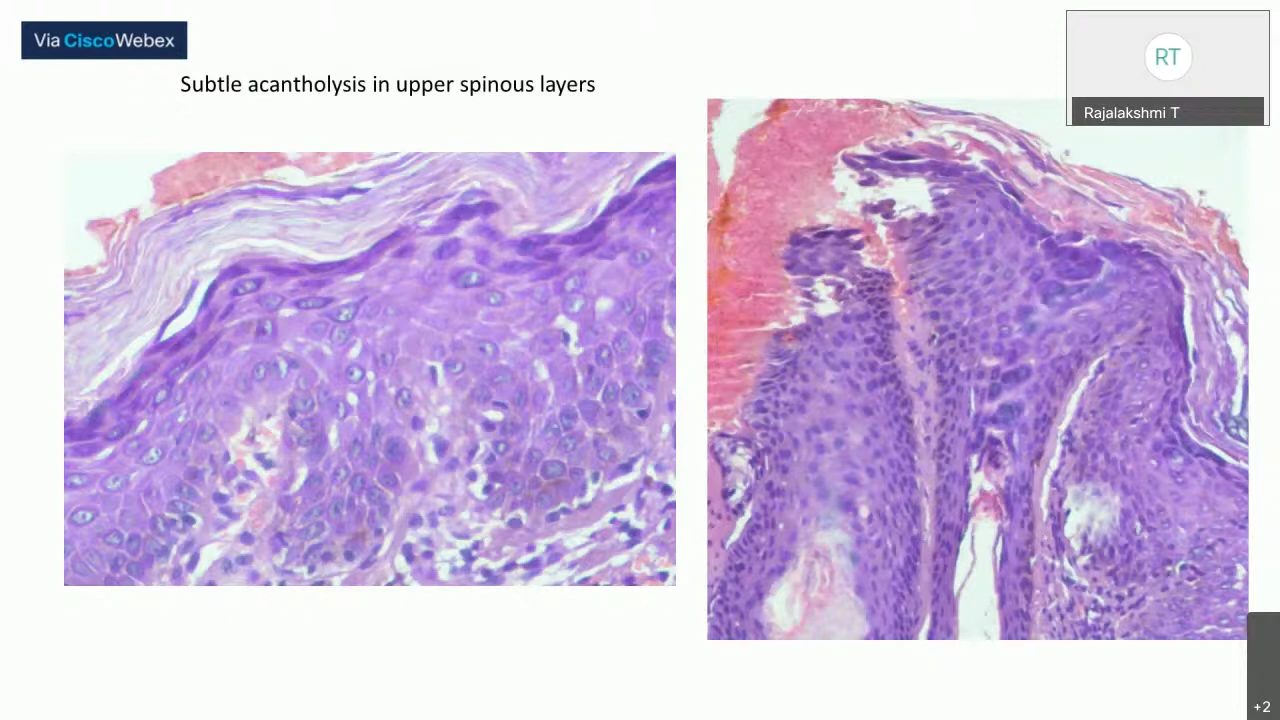 Via CiscoWebex
RT
Subtle acantholysis in upper spinous layers
Rajalakshmi T
+2